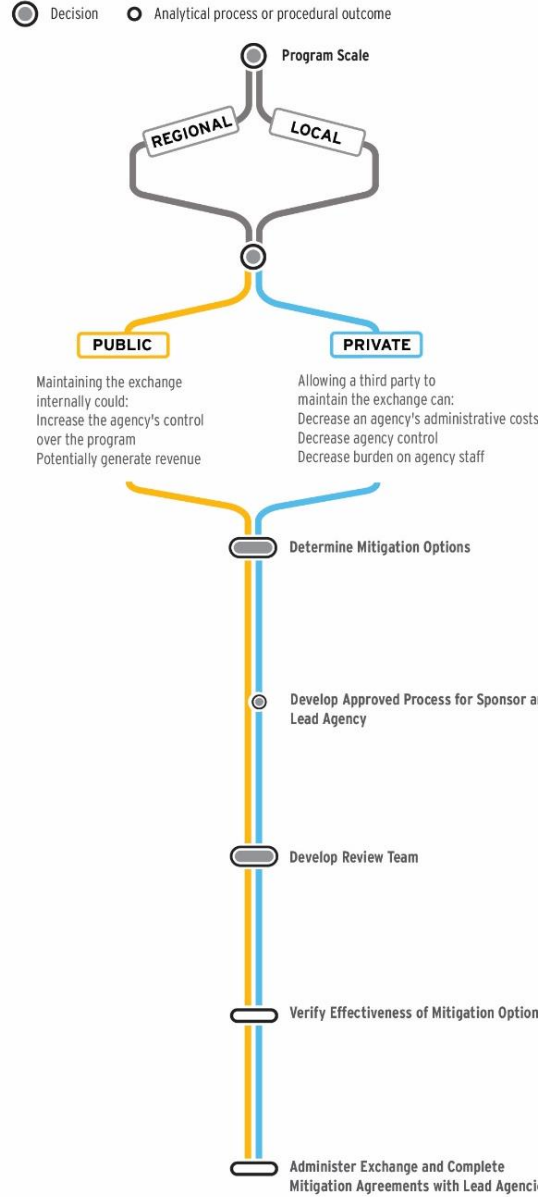 Decision
Analytical process or procedural outcome
Program Scale
REGIONAL
LOCAL
PUBLIC
PRIVATE
Maintaining the exchange
internally could:
Increase the agency's control
over the program
Potentially generate revenue
Allowing a third party to
maintain the exchange can:
Decrease an agency's administrative costs
Decrease agency control
Decrease burden on agency staff
Determine Mitigation Options
Develop Approved Process for Sponsor
Lead Agency
Develop Review Team
Verify Effectiveness of Mitigation Option
Administer Exchange and Complete
Mitigation Agreements with Lead